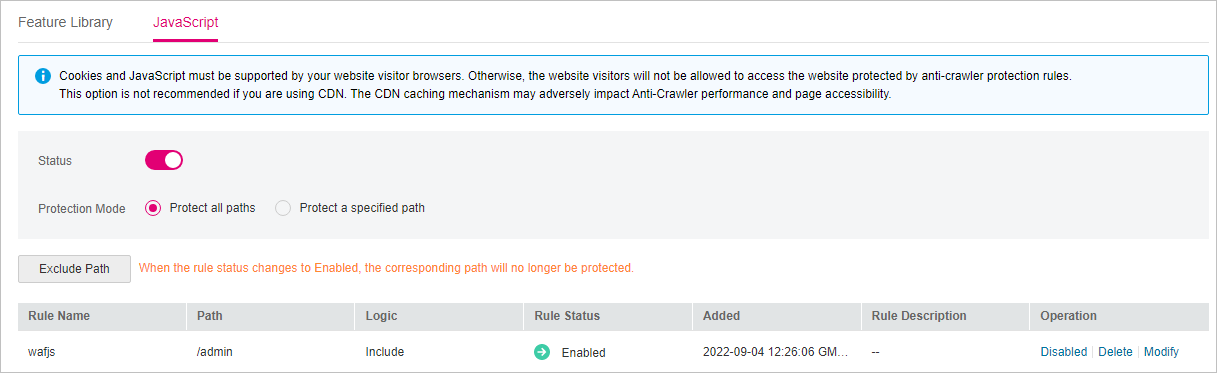 Feature Library JavaScript
Cookies and JavaScript must be supported by your website visitor browsers. Otherwise, the website visitors will not be allowed to access the website protected by anti-crawler protection rules.
This option is not recommended if you are using CDN. The CDN caching mechanism may adversely impact Anti-Crawler performance and page accessibility.
Status
Protection Mode Protect all paths Protect a specified path
Exclude Path When the rule status changes to Enabled, the corresponding path will no longer be protected.
Rule Name Path Logic Rule Status Added Rule Description Operation
wafjs /admin Include Enabled 2022-09-04 12:26:06 GM... -- Disabled Delete Modify